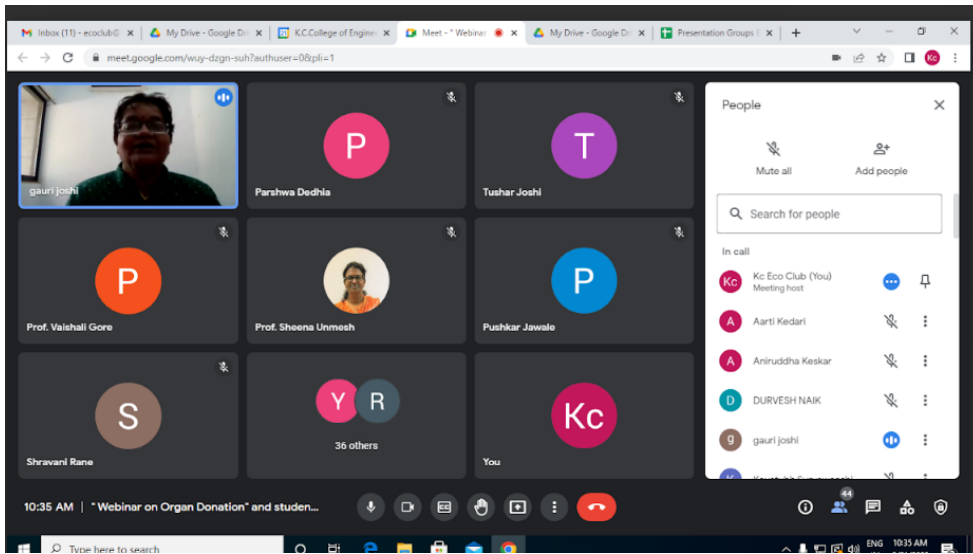 Inbox (11) - ecoclub@ x
My Drive - Google Dri x
K.C.College of Enginee x
Meet - " Webinar x
My Drive - Google Dri x
Presentation Groups x
meet.google.com/wuy-dzgn-suh?authuser=0&pli=1
Kc
gauri joshi
P
Parshwa Dedhia
T
Tushar Joshi
P
Prof. Vaishali Gore
Prof. Sheena Unmesh
P
Pushkar Jawale
S
Shravani Rane
Y R
36 others
Kc
You
People
Mute all
Add people
Search for people
In call
Kc
Kc Eco Club (You)
Meeting host
A
Aarti Kedari
A
Aniruddha Keskar
D
DURVESH NAIK
g
gauri joshi
10:35 AM | " Webinar on Organ Donation" and studen...
44
Type here to search
ENG
10:35 AM